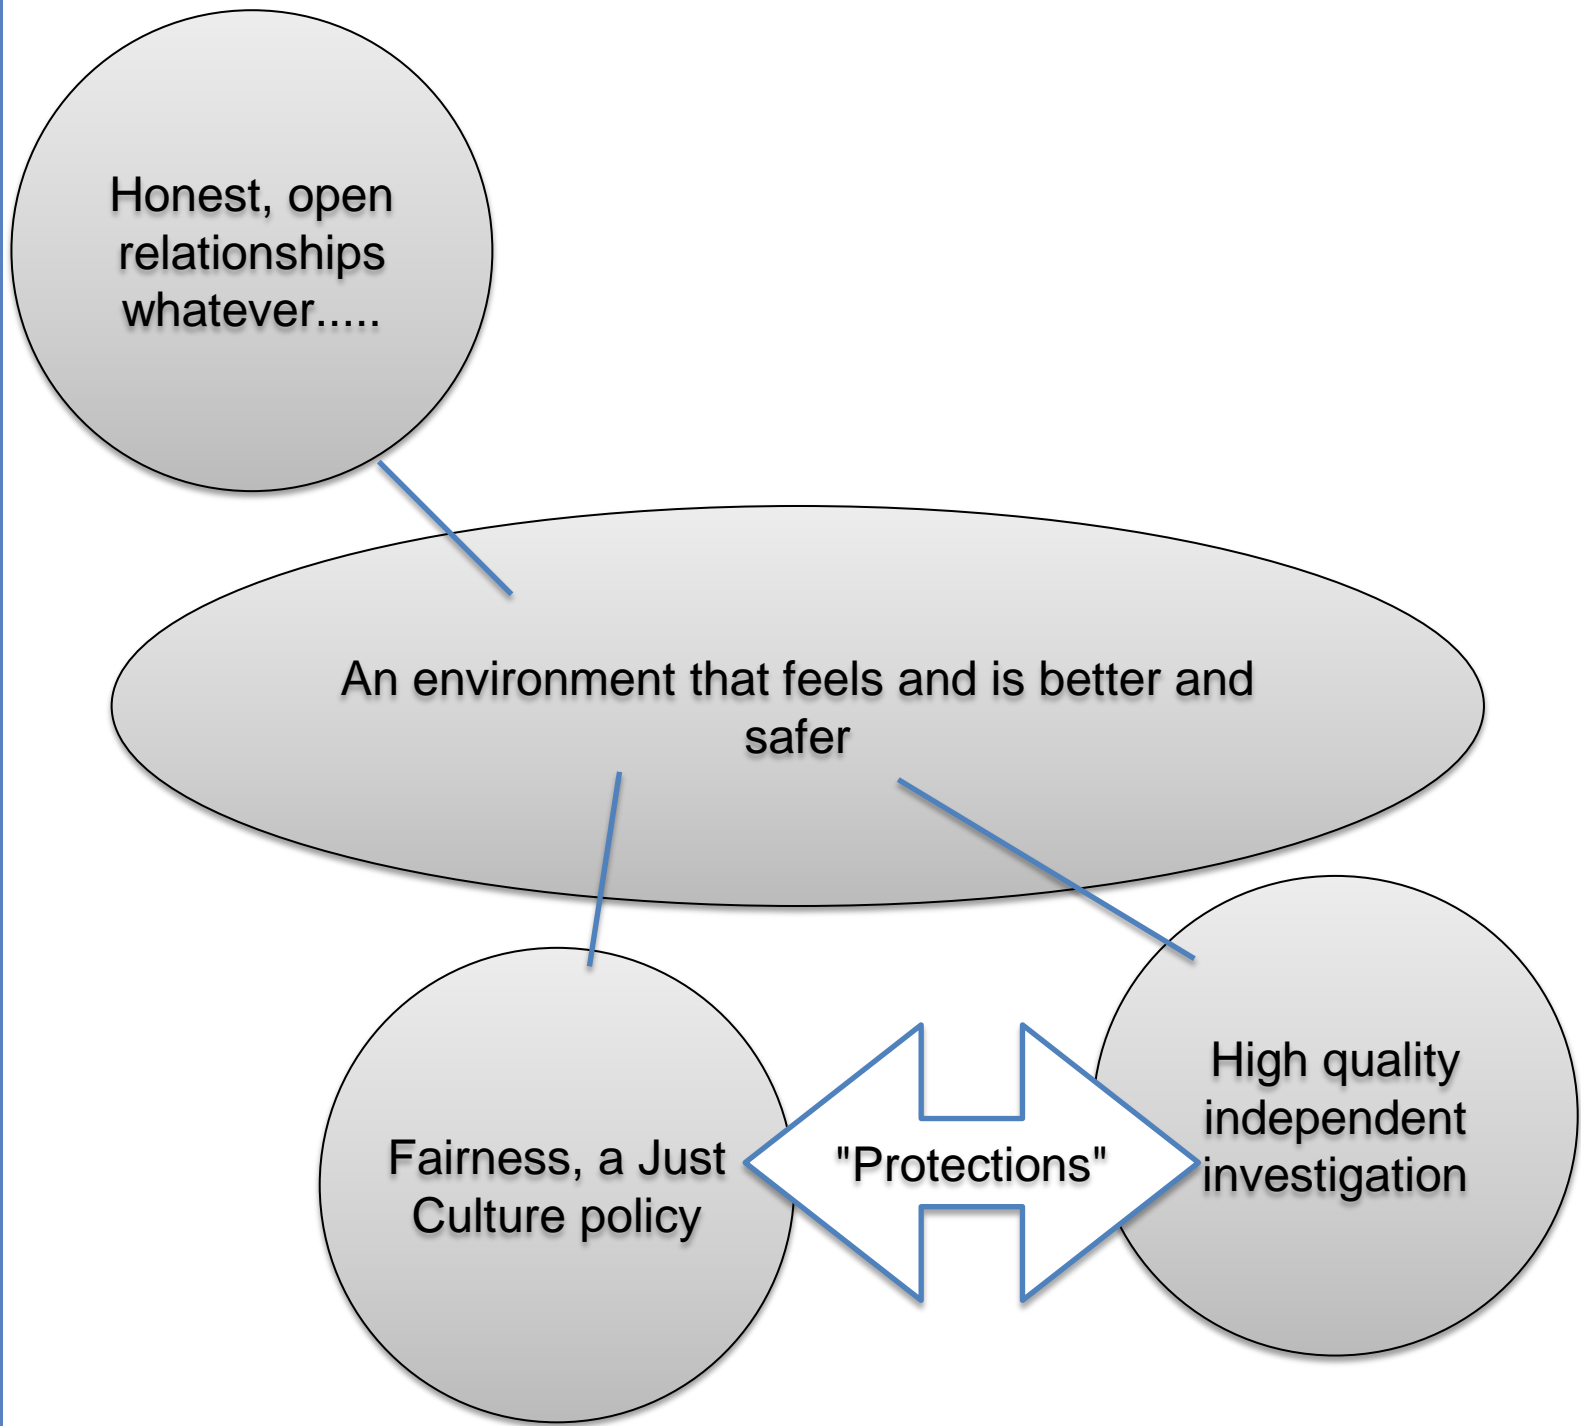 Honest, open
relationships
whatever.....
An environment that feels and is better and
safer
Fairness, a Just
Culture policy
"Protections"
High quality
independent
investigation